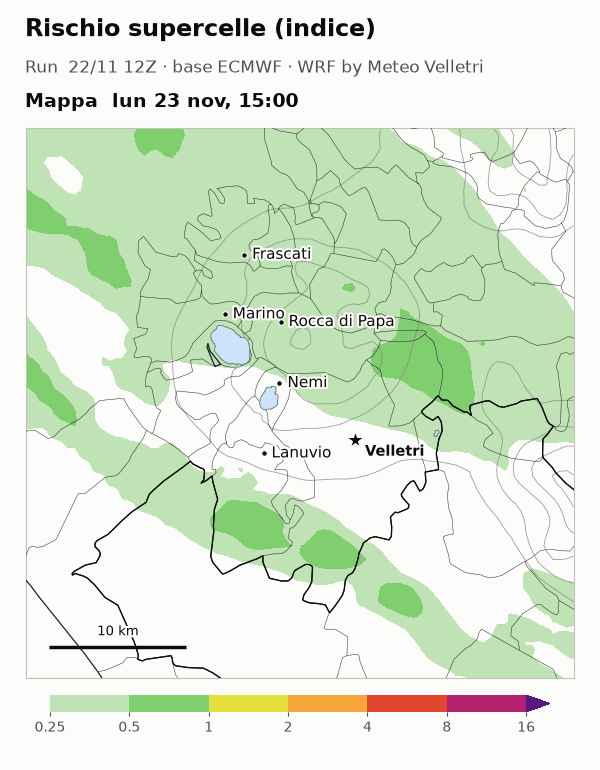 Rischio supercelle (indice)
Run  22/11 12Z · base ECMWF · WRF by Meteo Velletri
Mappa  lun 23 nov, 15:00
Frascati
Marino
Rocca di Papa
Nemi
Velletri
Lanuvio
10 km
0.25 0.5 1 2 4 8 16